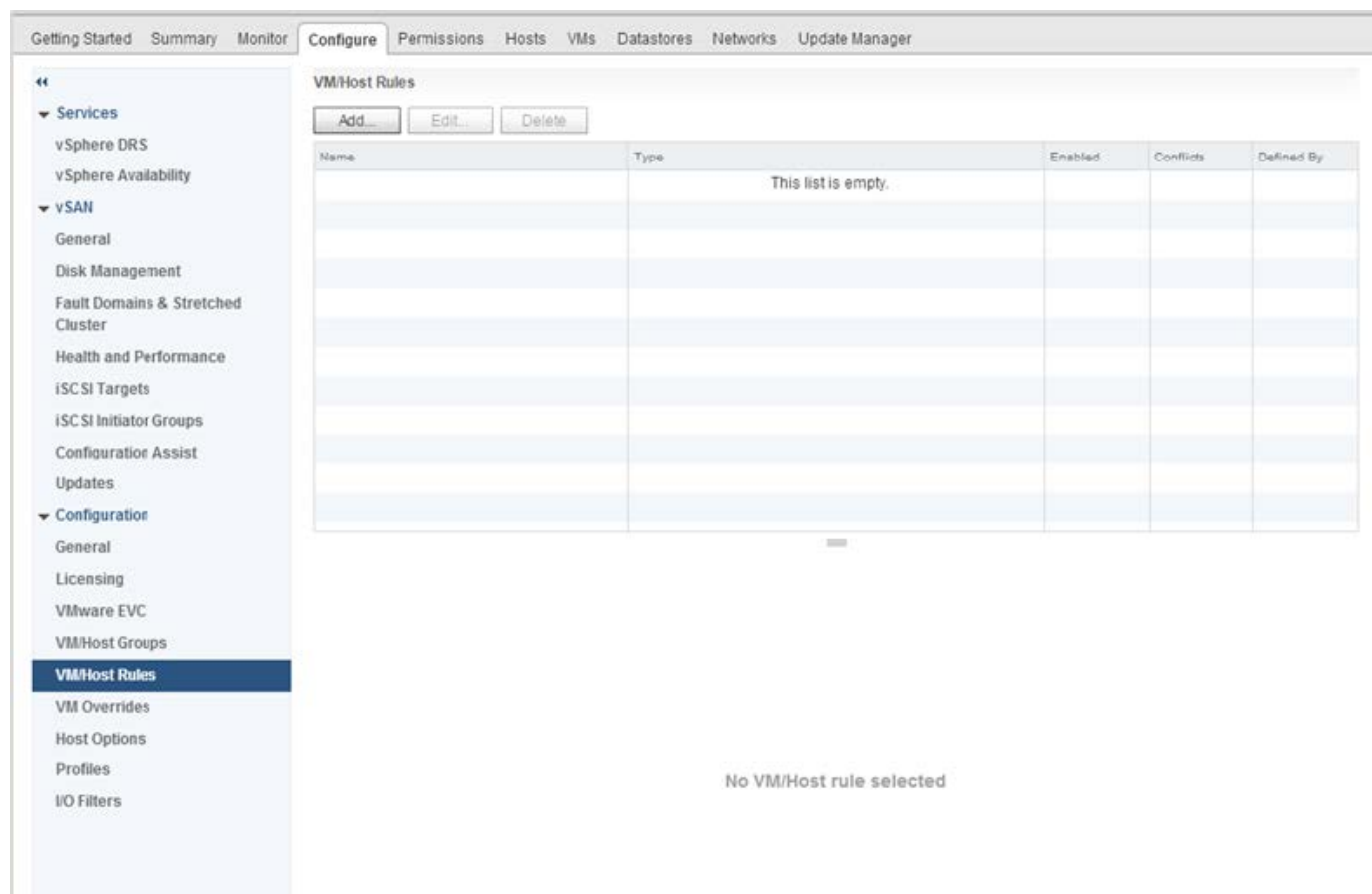 Getting Started Summary Monitor Configure Permissions Hosts VMs Datastores Networks Update Manager
Services
vSphere DRS
vSphere Availability
vSAN
General
Disk Management
Fault Domains & Stretched
Cluster
Health and Performance
iSCSI Targets
iSCSI Initiator Groups
Configuration Assist
Updates
Configuration
General
Licensing
VMware EVC
VM/Host Groups
VM/Host Rules
VM Overrides
Host Options
Profiles
I/O Filters
VM/Host Rules
Add... Edit... Delete
Name Type Enabled Conflicts Defined By
This list is empty.
No VM/Host rule selected